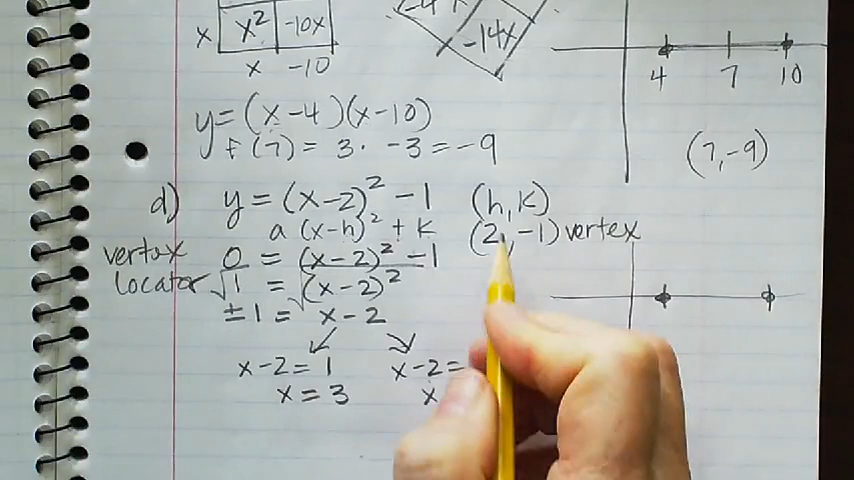 x x² -10x
x -10
-14x
4 7 10
y=(x-4)(x-10)
f(7) = 3 · -3 = -9
(7,-9)
d) y=(x-2)² -1 (h,k)
a(x-h)² + k (2,-1) vertex
vertex 0 = (x-2)² -1
locator √1 = √(x-2)²
±1 = x-2
x-2=1 x-2=
x=3 x